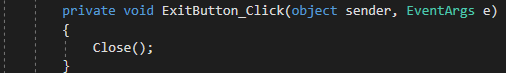 private void ExitButton_Click(object sender, EventArgs e)
{
Close();
}